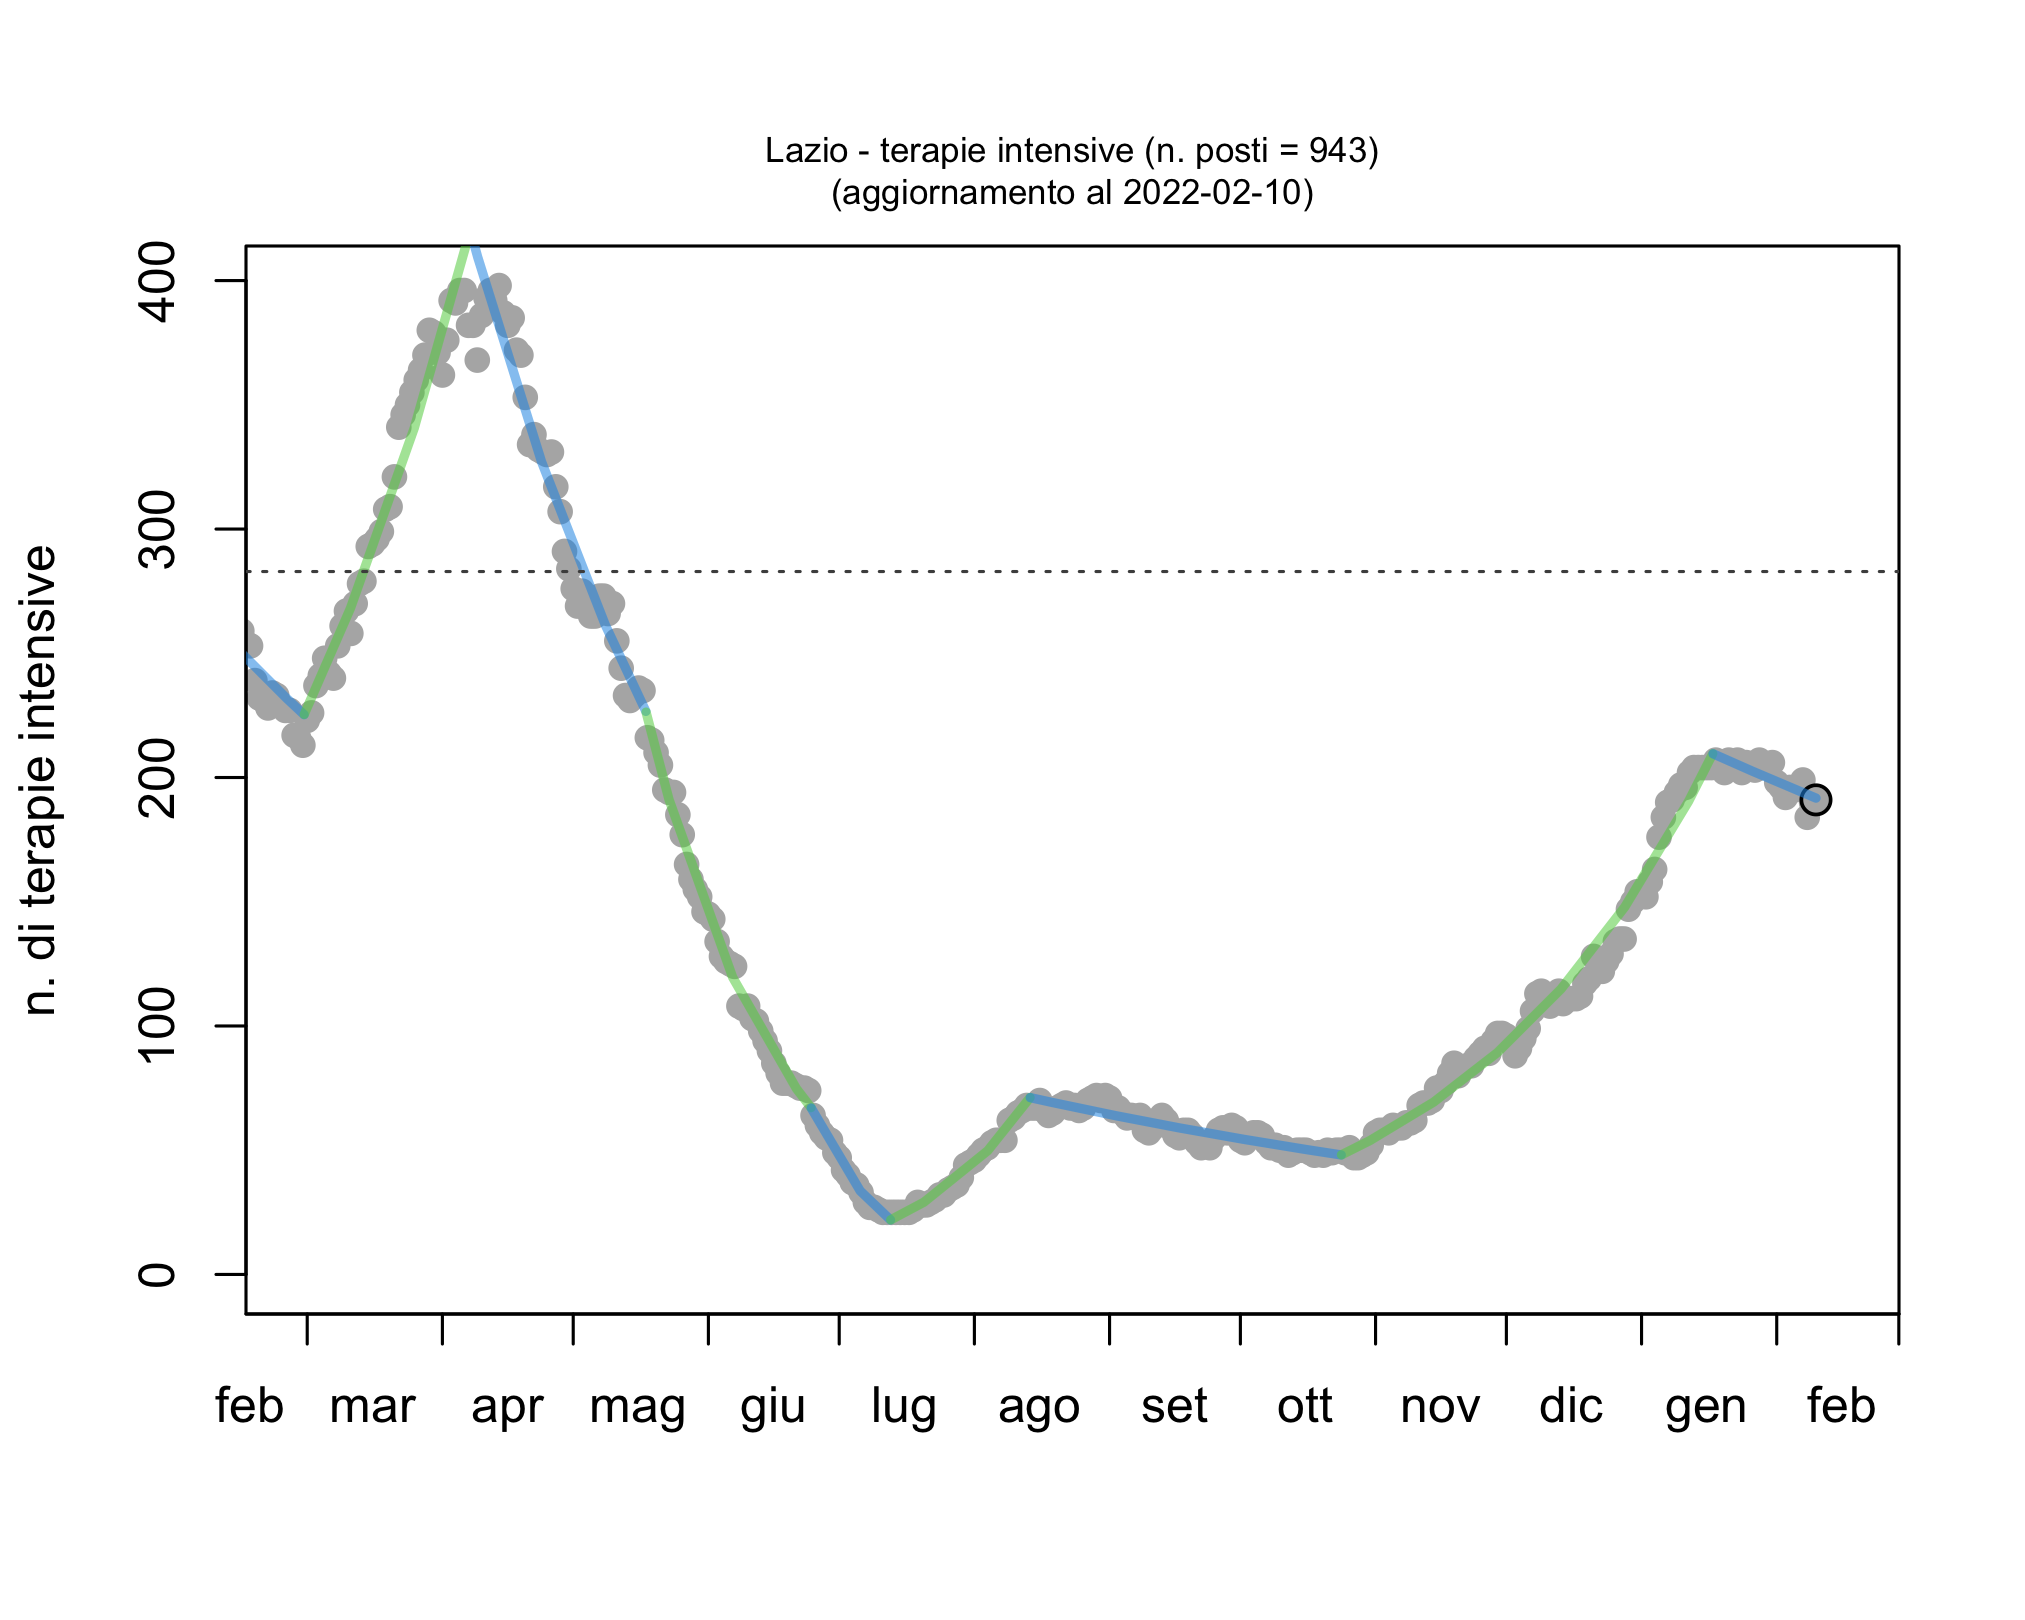 Lazio - terapie intensive (n. posti = 943)
(aggiornamento al 2022-02-10)
n. di terapie intensive
400
300
200
100
0
feb mar apr mag giu lug ago set ott nov dic gen feb